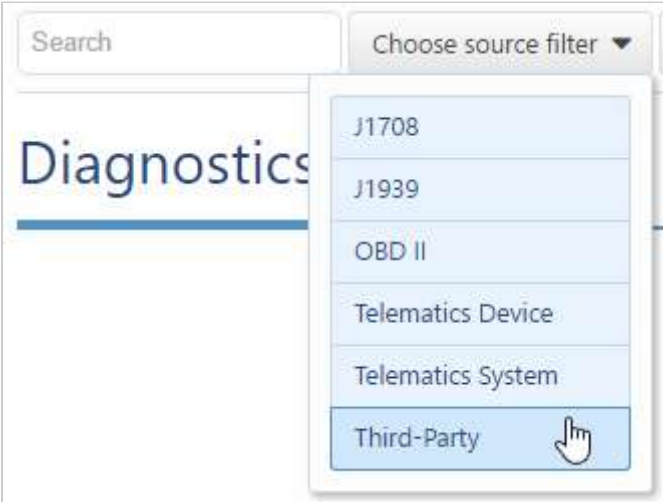 Search
Choose source filter
Diagnostics
J1708
J1939
OBD II
Telematics Device
Telematics System
Third-Party